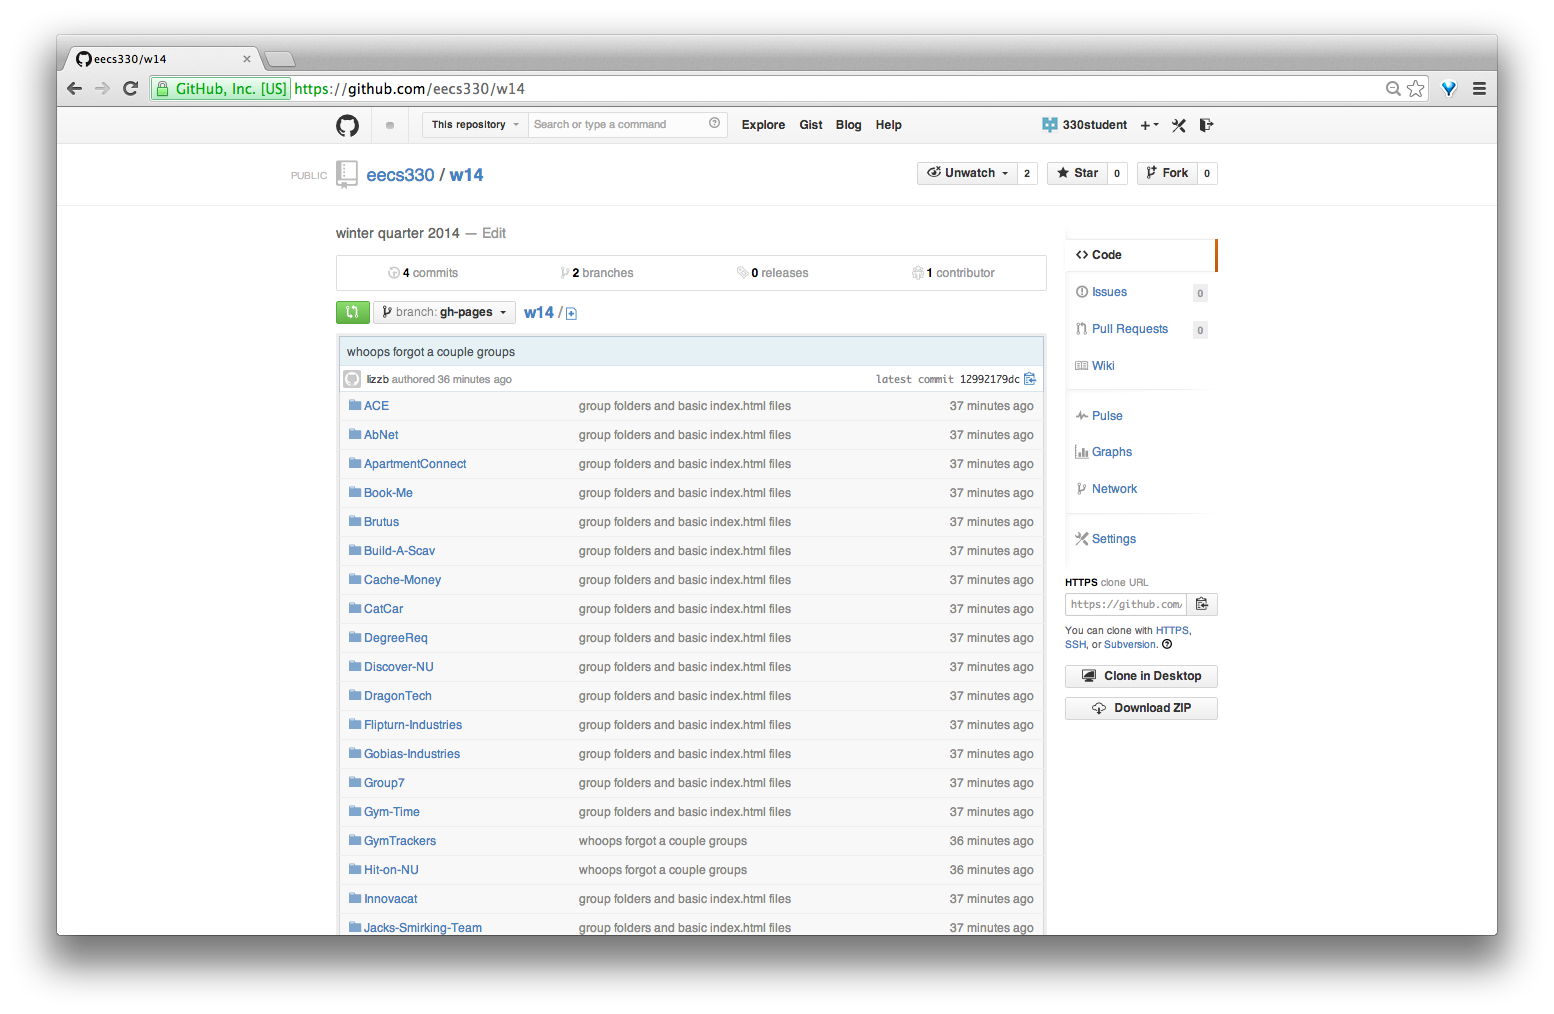 eecs330/w14
GitHub, Inc. [US] https://github.com/eecs330/w14
This repository Search or type a command Explore Gist Blog Help 330student
PUBLIC eecs330 / w14 Unwatch 2 Star 0 Fork 0
winter quarter 2014 — Edit
4 commits 2 branches 0 releases 1 contributor
branch: gh-pages w14 /
whoops forgot a couple groups
lizzb authored 36 minutes ago latest commit 12992179dc
ACE group folders and basic index.html files 37 minutes ago
AbNet group folders and basic index.html files 37 minutes ago
ApartmentConnect group folders and basic index.html files 37 minutes ago
Book-Me group folders and basic index.html files 37 minutes ago
Brutus group folders and basic index.html files 37 minutes ago
Build-A-Scav group folders and basic index.html files 37 minutes ago
Cache-Money group folders and basic index.html files 37 minutes ago
CatCar group folders and basic index.html files 37 minutes ago
DegreeReq group folders and basic index.html files 37 minutes ago
Discover-NU group folders and basic index.html files 37 minutes ago
DragonTech group folders and basic index.html files 37 minutes ago
Flipturn-Industries group folders and basic index.html files 37 minutes ago
Gobias-Industries group folders and basic index.html files 37 minutes ago
Group7 group folders and basic index.html files 37 minutes ago
Gym-Time group folders and basic index.html files 37 minutes ago
GymTrackers whoops forgot a couple groups 36 minutes ago
Hit-on-NU whoops forgot a couple groups 36 minutes ago
Innovacat group folders and basic index.html files 37 minutes ago
Jacks-Smirking-Team group folders and basic index.html files 37 minutes ago
Code
Issues 0
Pull Requests 0
Wiki
Pulse
Graphs
Network
Settings
HTTPS clone URL
https://github.com/
You can clone with HTTPS,
SSH, or Subversion.
Clone in Desktop
Download ZIP